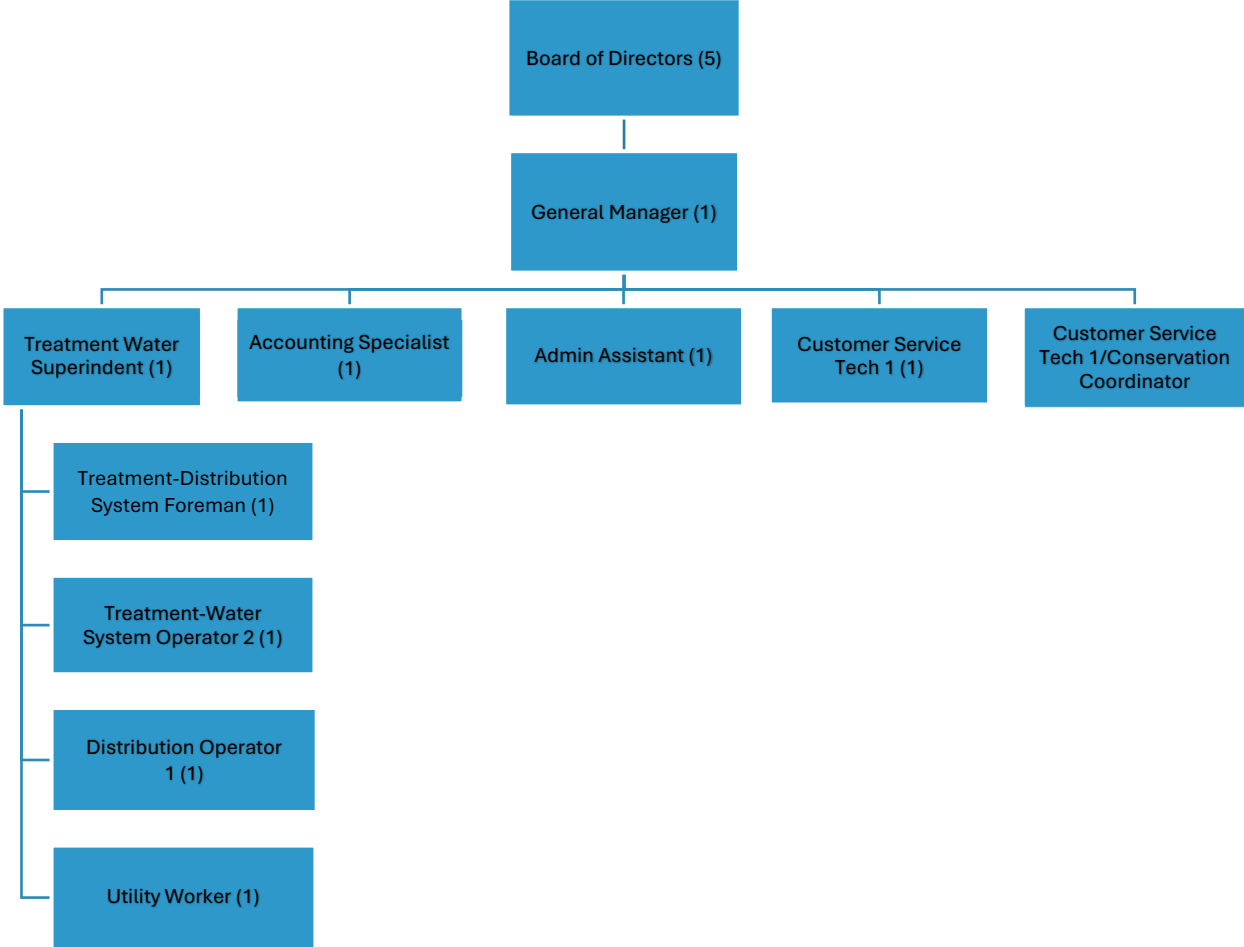 Board of Directors (5)
General Manager (1)
Treatment Water
Superindent (1)
Accounting Specialist
(1)
Admin Assistant (1)
Customer Service
Tech 1 (1)
Customer Service
Tech 1/Conservation
Coordinator
Treatment-Distribution
System Foreman (1)
Treatment-Water
System Operator 2 (1)
Distribution Operator
1 (1)
Utility Worker (1)